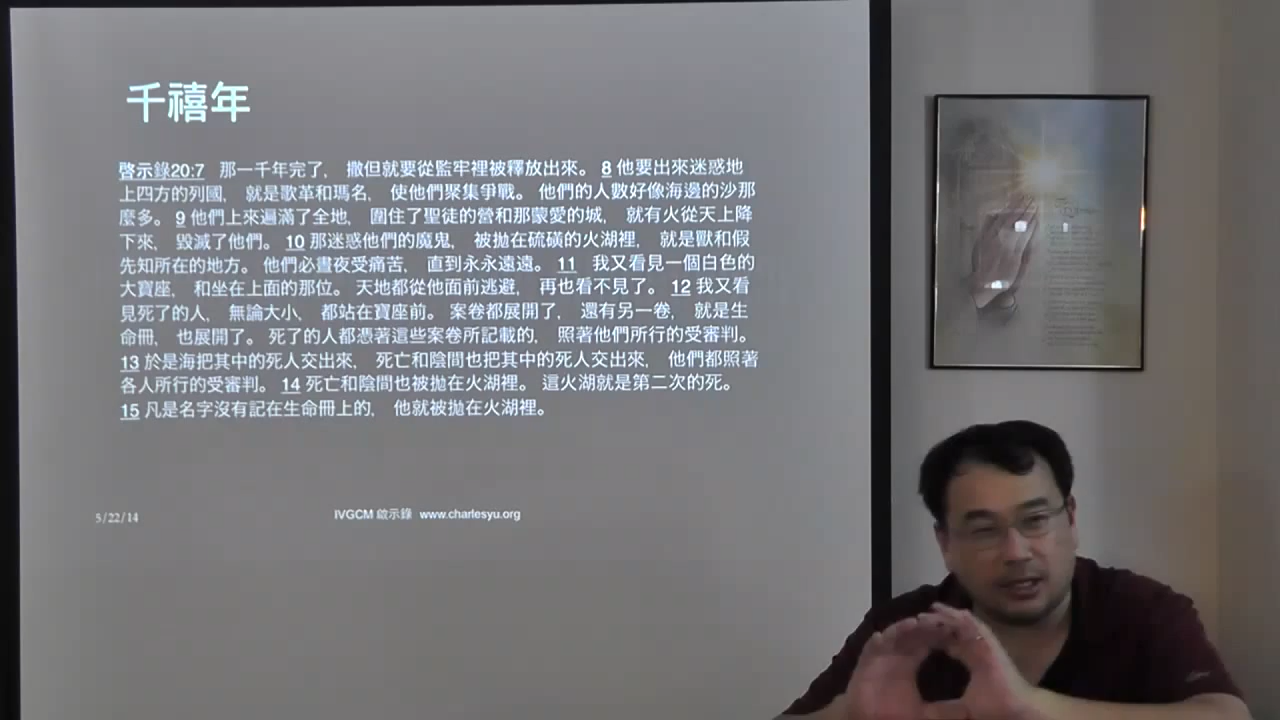 千禧年
啓示錄20:7 那一千年完了， 撒但就要從監牢裡被釋放出來。 8 他要出來迷惑地
上四方的列國， 就是歌革和瑪各， 使他們聚集爭戰。 他們的人數好像海邊的沙那
麼多。 9 他們上來遍滿了全地， 圍住了聖徒的營和那蒙愛的城， 就有火從天上降
下來， 毀滅了他們。 10 那迷惑他們的魔鬼， 被拋在硫磺的火湖裡， 就是獸和假
先知所在的地方。 他們必晝夜受痛苦， 直到永永遠遠。 11 我又看見一個白色的
大寶座， 和坐在上面的那位。 天地都從他面前逃避， 再也看不見了。 12 我又看
見死了的人， 無論大小， 都站在寶座前。 案卷都展開了， 還有另一卷， 就是生
命冊， 也展開了。 死了的人都憑著這些案卷所記載的， 照著他們所行的受審判。
13 於是海把其中的死人交出來， 死亡和陰間也把其中的死人交出來， 他們都照著
各人所行的受審判。 14 死亡和陰間也被拋在火湖裡。 這火湖就是第二次的死。
15 凡是名字沒有記在生命冊上的， 他就被拋在火湖裡。
5/22/14
IVGCM 啟示錄 www.charlesyu.org